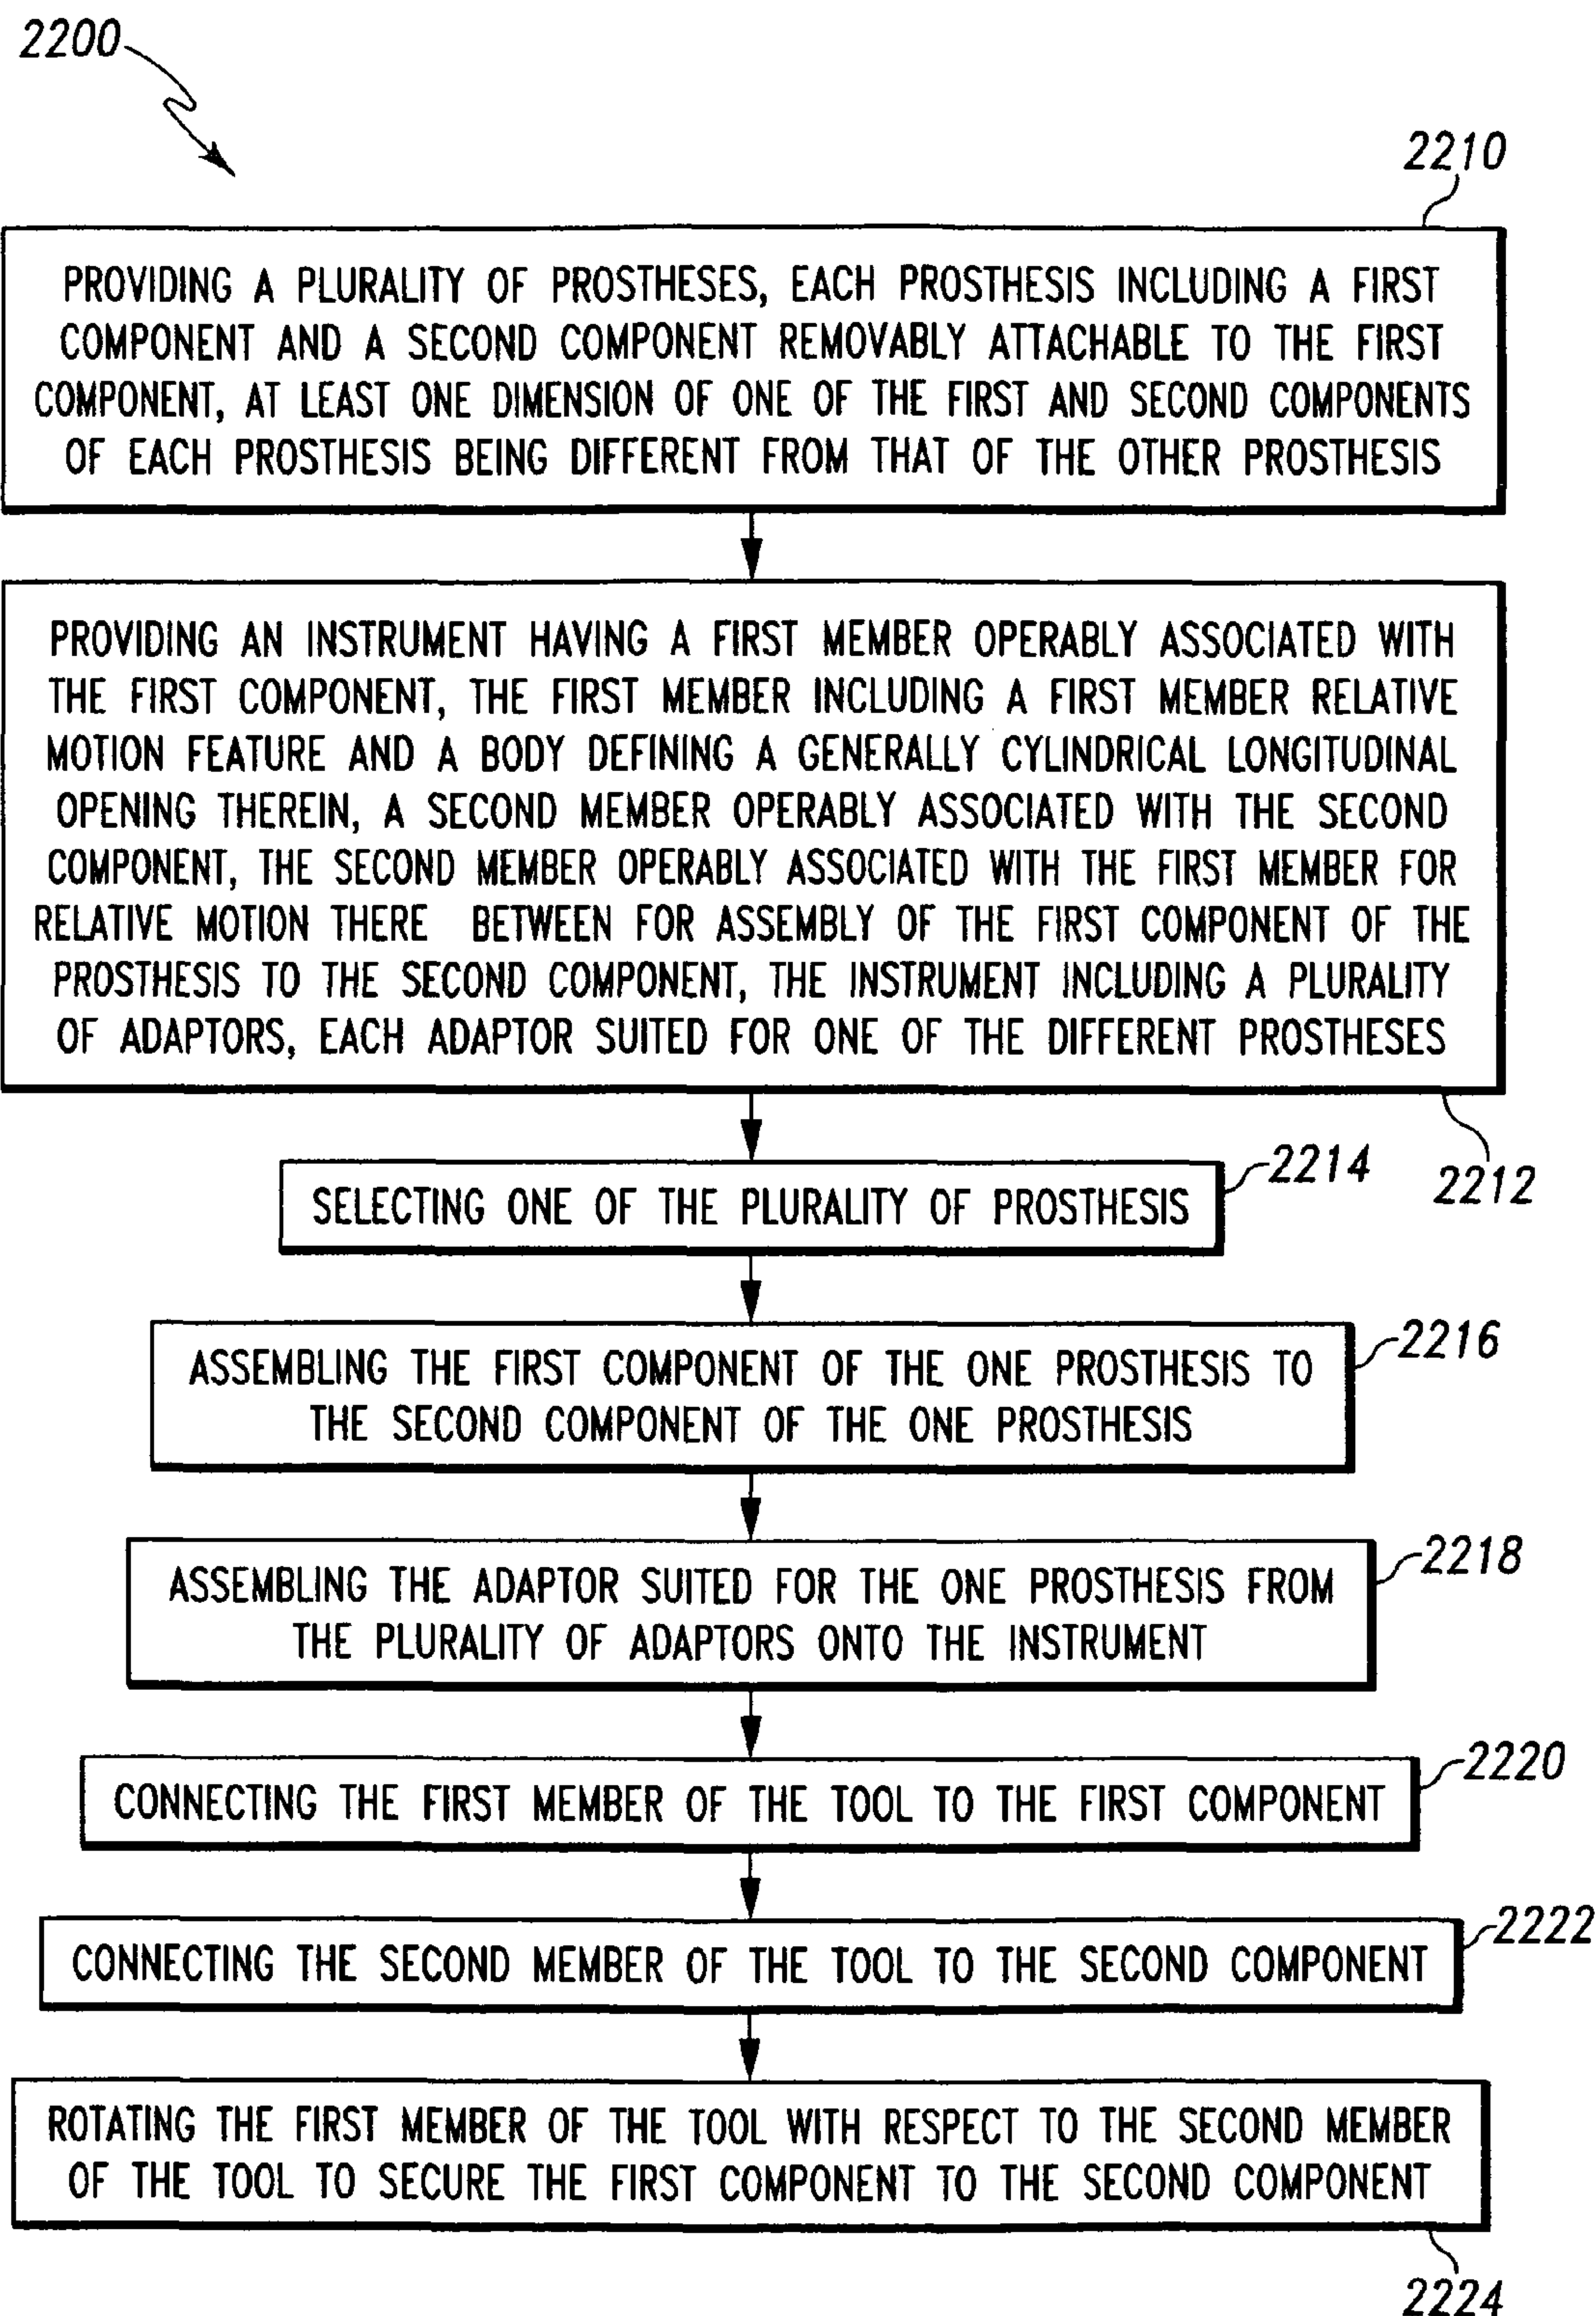 2200
2210
PROVIDING A PLURALITY OF PROSTHESES, EACH PROSTHESIS INCLUDING A FIRST
COMPONENT AND A SECOND COMPONENT REMOVABLY ATTACHABLE TO THE FIRST
COMPONENT, AT LEAST ONE DIMENSION OF ONE OF THE FIRST AND SECOND COMPONENTS
OF EACH PROSTHESIS BEING DIFFERENT FROM THAT OF THE OTHER PROSTHESIS
PROVIDING AN INSTRUMENT HAVING A FIRST MEMBER OPERABLY ASSOCIATED WITH
THE FIRST COMPONENT, THE FIRST MEMBER INCLUDING A FIRST MEMBER RELATIVE
MOTION FEATURE AND A BODY DEFINING A GENERALLY CYLINDRICAL LONGITUDINAL
OPENING THEREIN, A SECOND MEMBER OPERABLY ASSOCIATED WITH THE SECOND
COMPONENT, THE SECOND MEMBER OPERABLY ASSOCIATED WITH THE FIRST MEMBER FOR
RELATIVE MOTION THERE BETWEEN FOR ASSEMBLY OF THE FIRST COMPONENT OF THE
PROSTHESIS TO THE SECOND COMPONENT, THE INSTRUMENT INCLUDING A PLURALITY
OF ADAPTORS, EACH ADAPTOR SUITED FOR ONE OF THE DIFFERENT PROSTHESES
2212
2214
SELECTING ONE OF THE PLURALITY OF PROSTHESIS
2216
ASSEMBLING THE FIRST COMPONENT OF THE ONE PROSTHESIS TO
THE SECOND COMPONENT OF THE ONE PROSTHESIS
2218
ASSEMBLING THE ADAPTOR SUITED FOR THE ONE PROSTHESIS FROM
THE PLURALITY OF ADAPTORS ONTO THE INSTRUMENT
2220
CONNECTING THE FIRST MEMBER OF THE TOOL TO THE FIRST COMPONENT
2222
CONNECTING THE SECOND MEMBER OF THE TOOL TO THE SECOND COMPONENT
ROTATING THE FIRST MEMBER OF THE TOOL WITH RESPECT TO THE SECOND MEMBER
OF THE TOOL TO SECURE THE FIRST COMPONENT TO THE SECOND COMPONENT
2224